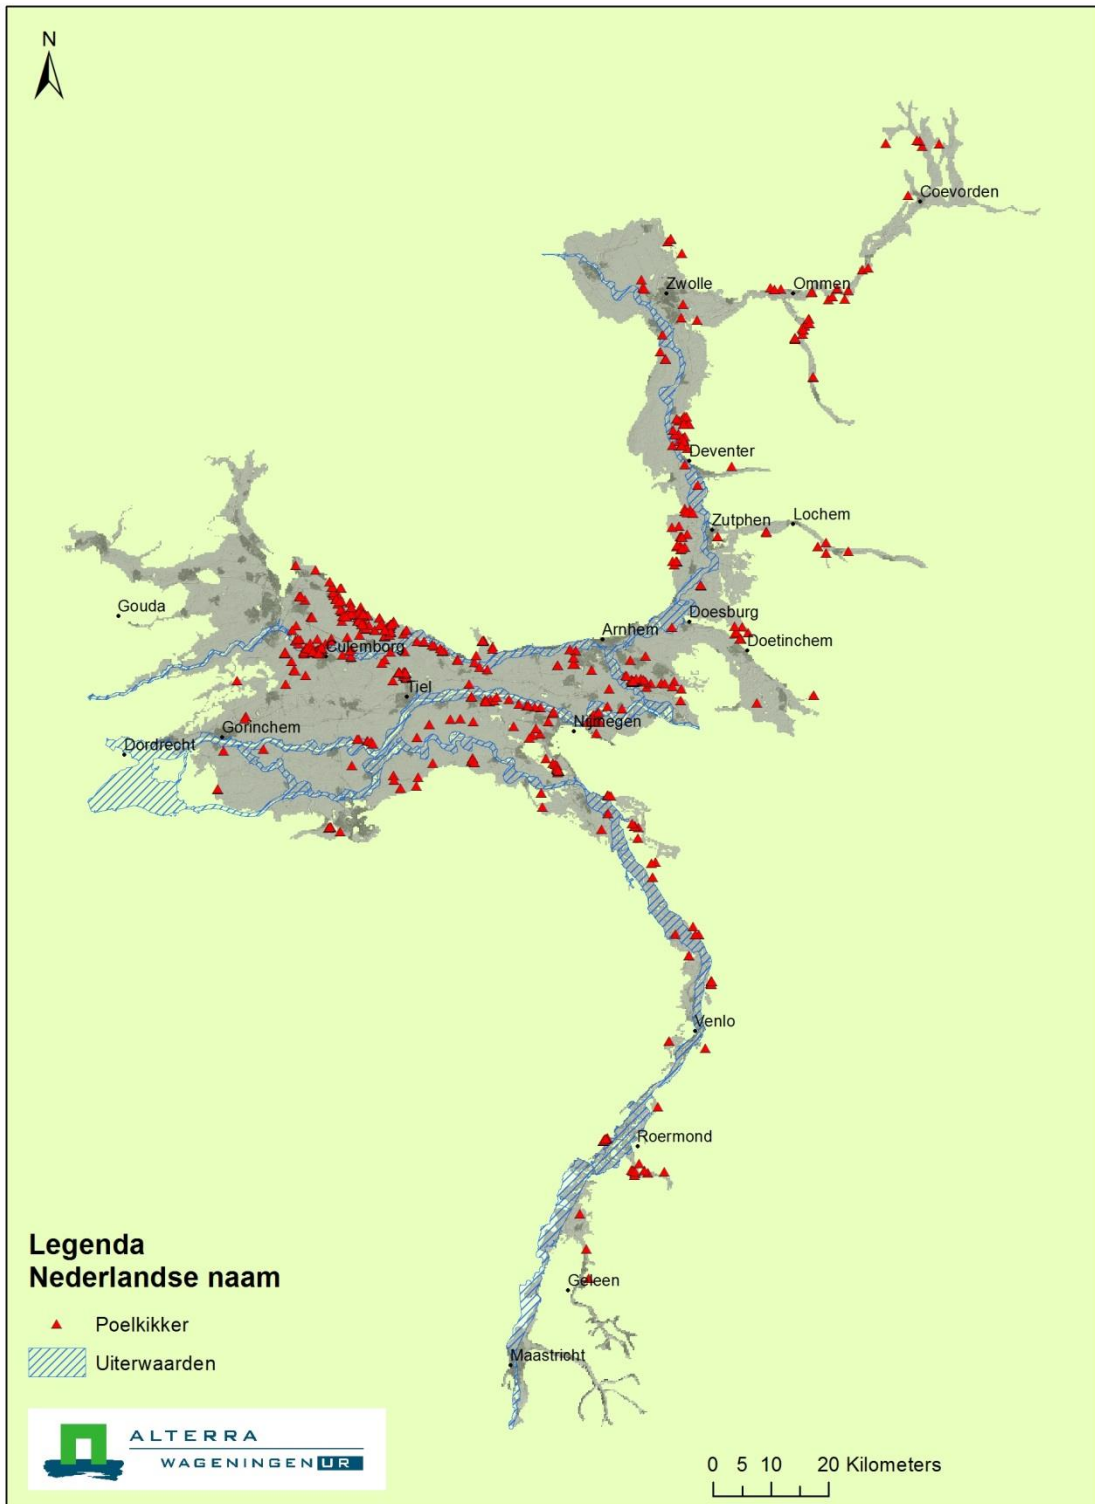 N
Coevorden
Zwolle
Ommen
Deventer
Zutphen
Lochem
Gouda
Doesburg
Arnhem
Doetinchem
Culemborg
Tiel
Gorinchem
Nijmegen
Dordrecht
Venlo
Roermond
Geleen
Maastricht
Legenda
Nederlandse naam
Poelkikker
Uiterwaarden
ALTERRA
WAGENINGEN UR
0 5 10 20 Kilometers